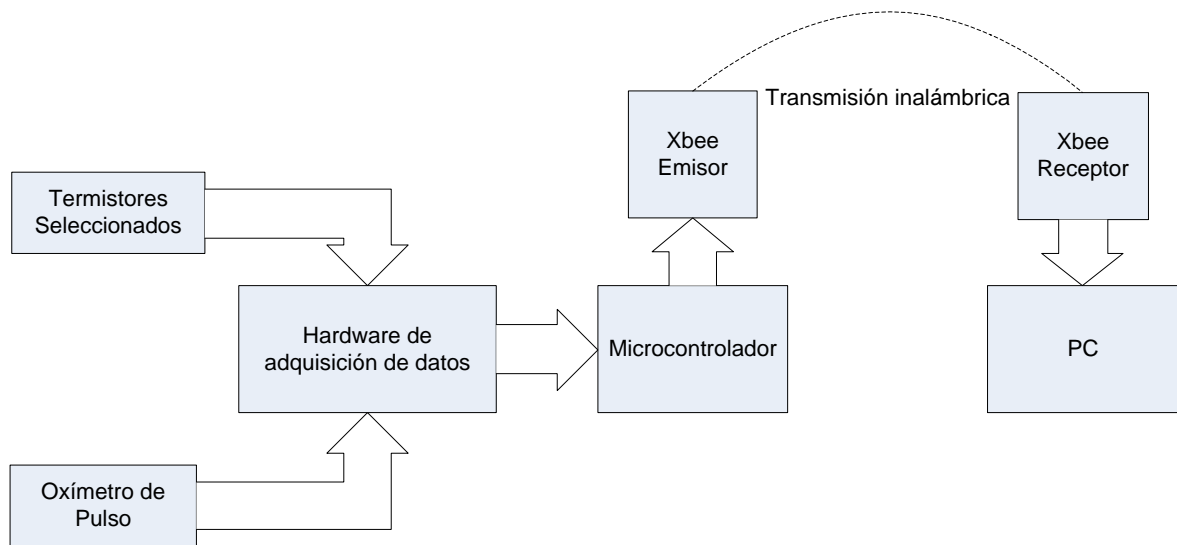 Transmisión inalámbrica
Xbee
Emisor
Xbee
Receptor
Termistores
Seleccionados
Hardware de
adquisición de datos
Microcontrolador
PC
Oxímetro de
Pulso